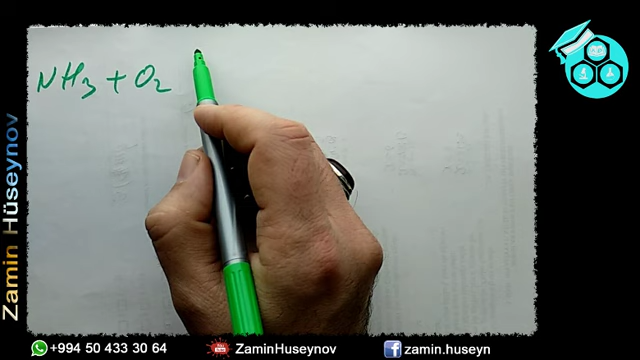 NH3 + O2
Zamin Hüseynov
+994 50 433 30 64
ZaminHuseynov
zamin.huseyn